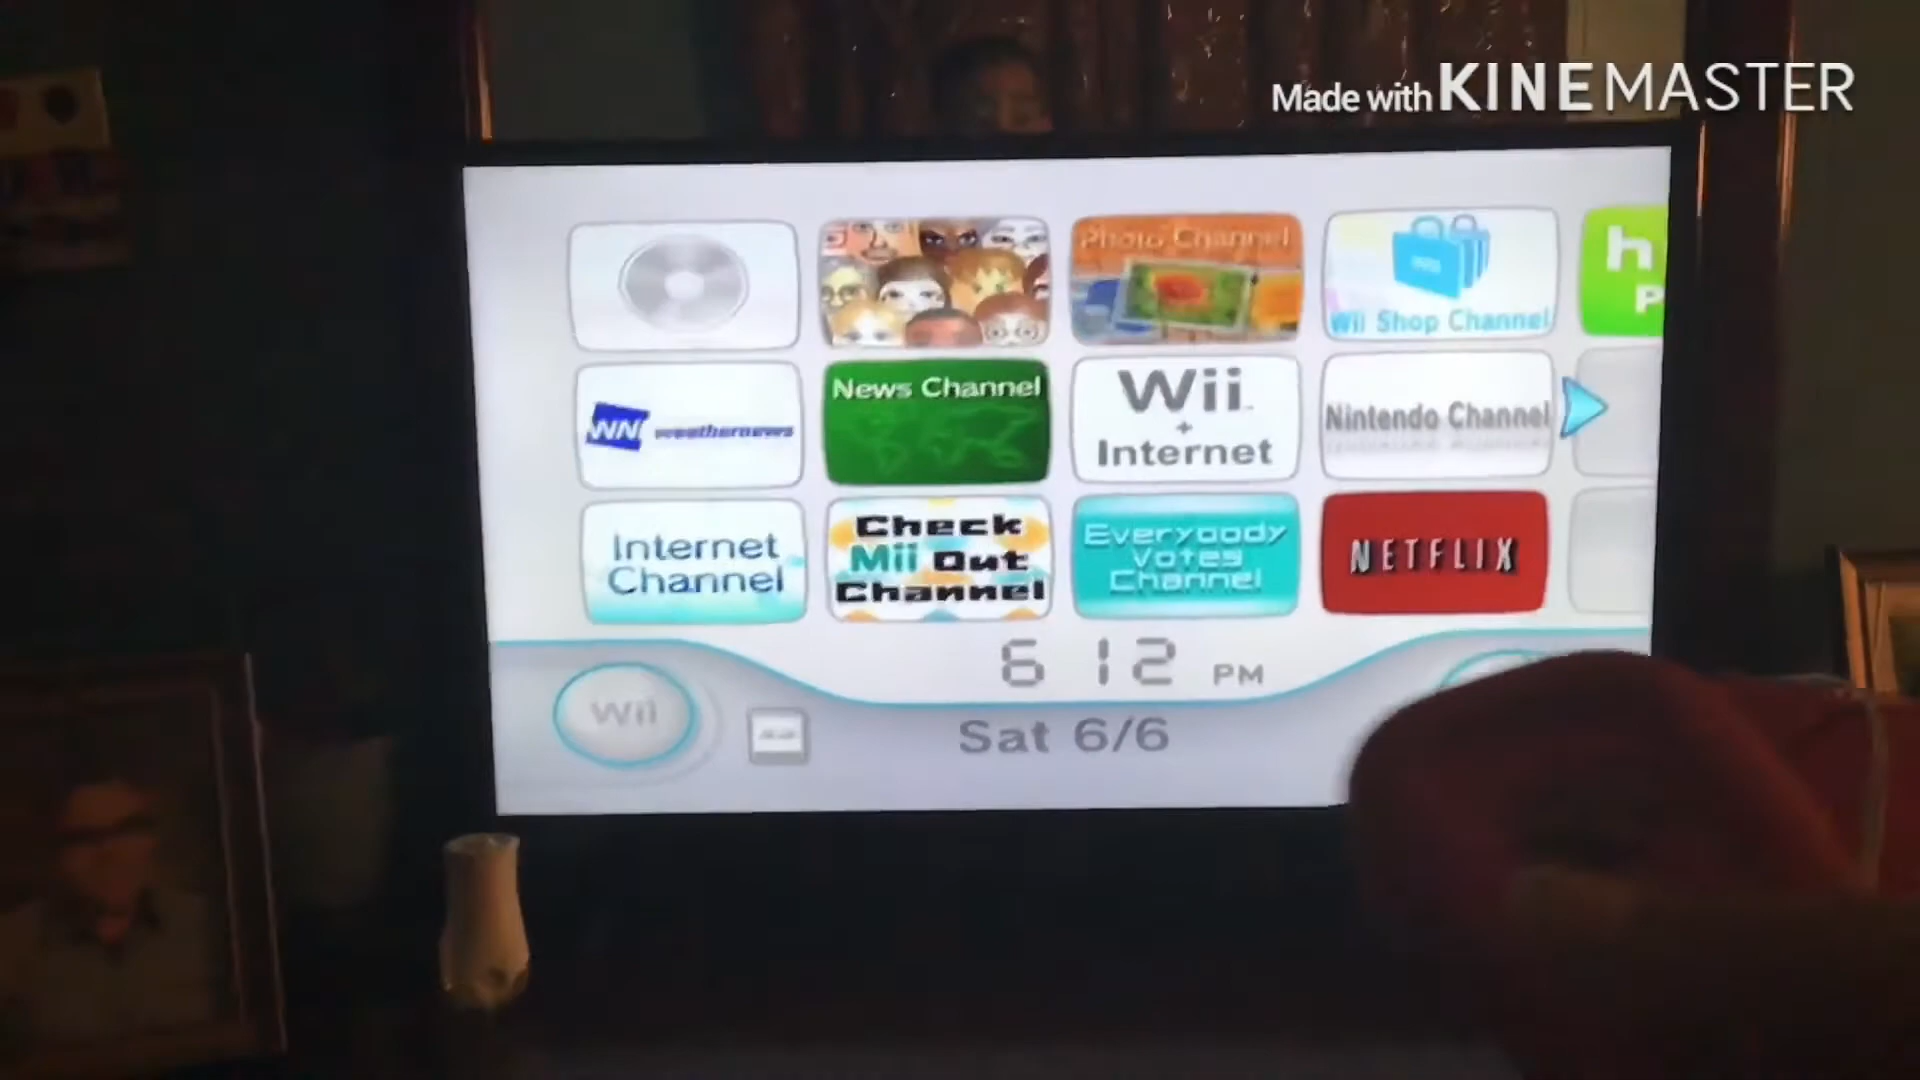 Made with KINEMASTER
Photo Channel
Wii Shop Channel
h
P
WNI weathernews
News Channel
Wii
+
Internet
Nintendo Channel
Internet
Channel
Check
Mii Out
Channel
Everybody
Votes
Channel
NETFLIX
6 12 PM
Wii
Sat 6/6